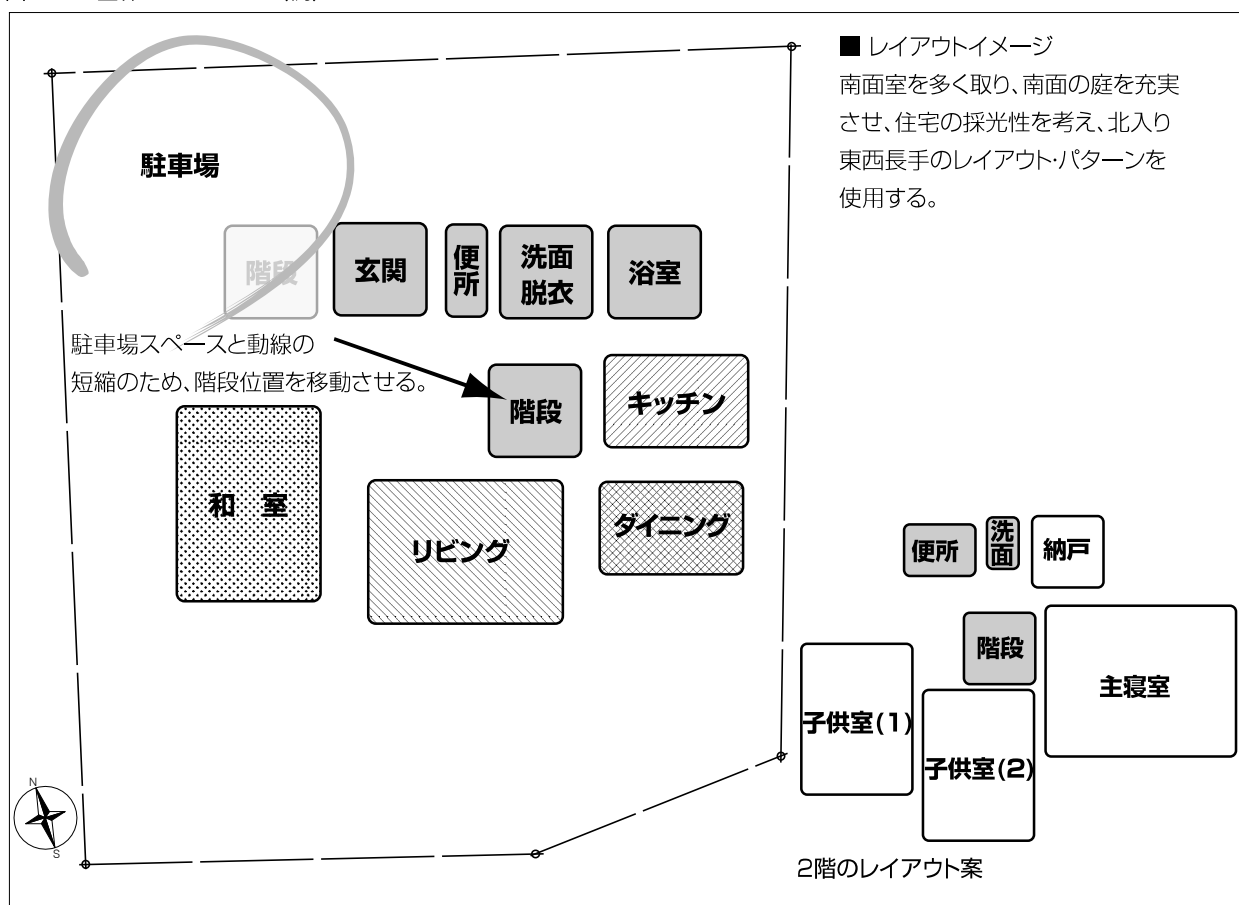 ■ レイアウトイメージ
南面室を多く取り、南面の庭を充実
させ、住宅の採光性を考え、北入り
東西長手のレイアウト・パターンを
使用する。
駐車場
階段
玄関
便所
洗面
脱衣
浴室
駐車場スペースと動線の
短縮のため、階段位置を移動させる。
階段
キッチン
和 室
リビング
ダイニング
便所
洗面
納戸
階段
主寝室
子供室(1)
子供室(2)
2階のレイアウト案
N
S